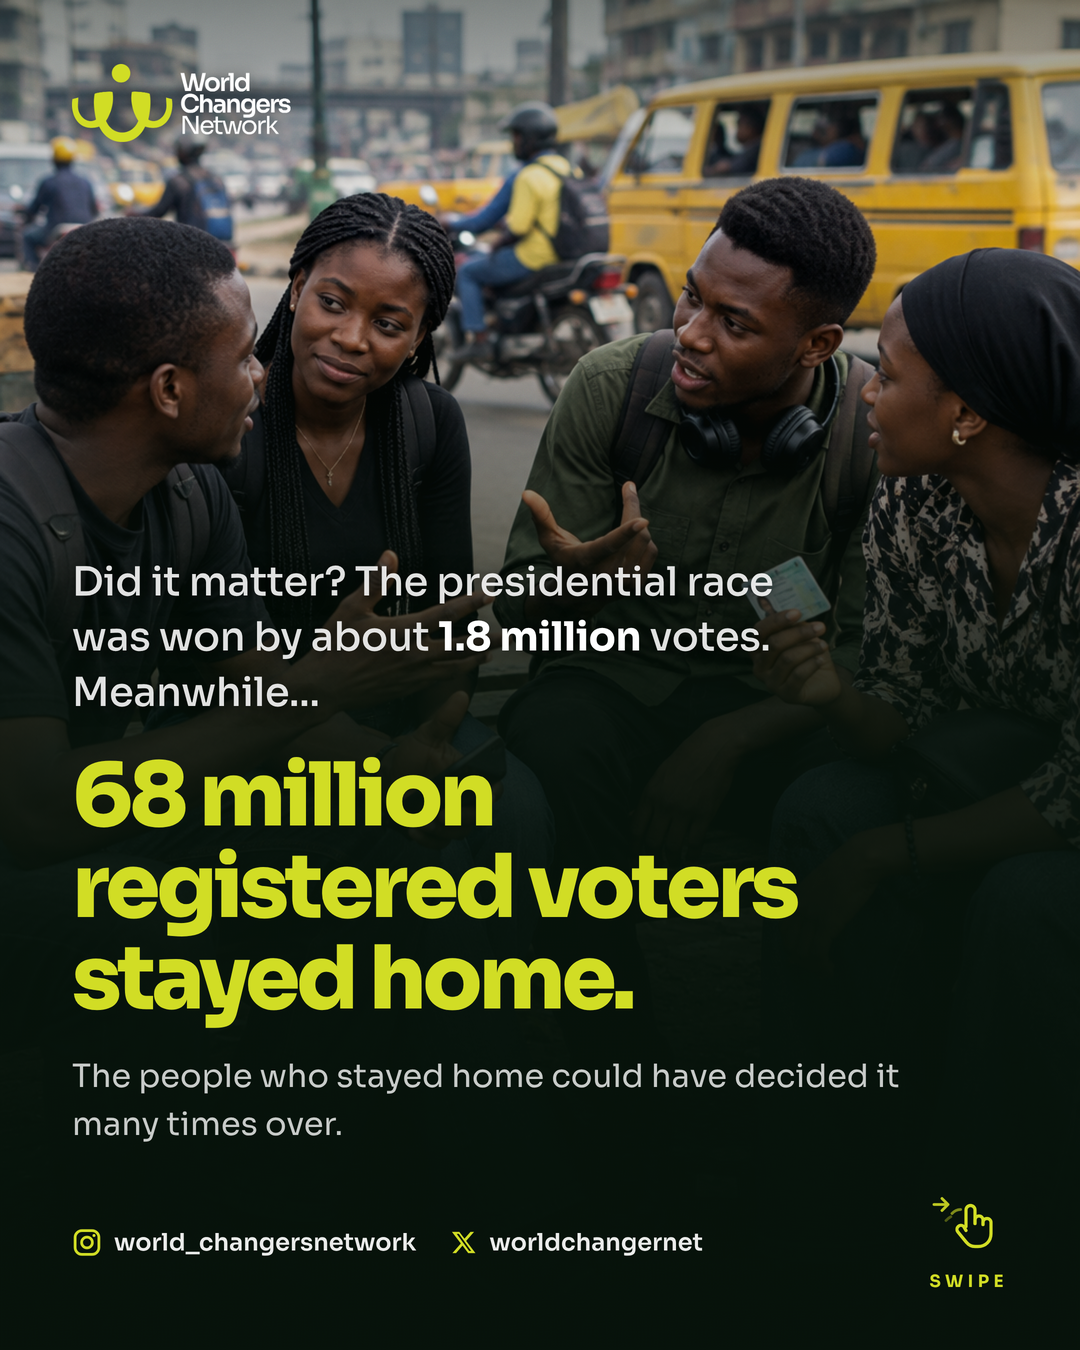 World
Changers
Network
Did it matter? The presidential race
was won by about 1.8 million votes.
Meanwhile...
68 million
registered voters
stayed home.
The people who stayed home could have decided it
many times over.
world_changersnetwork
worldchangernet
SWIPE